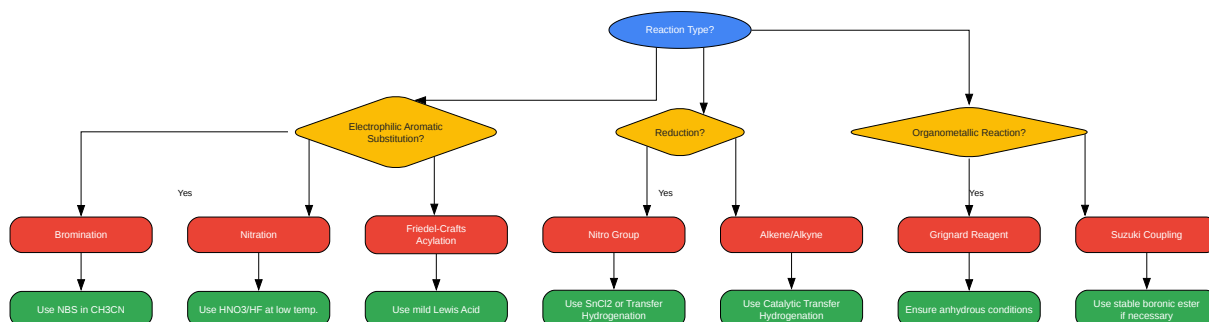 Reaction Type?
Electrophilic Aromatic
Substitution?
Reduction?
Organometallic Reaction?
Yes
Yes
Yes
Bromination
Nitration
Friedel-Crafts
Acylation
Nitro Group
Alkene/Alkyne
Grignard Reagent
Suzuki Coupling
Use NBS in CH3CN
Use HNO3/HF at low temp.
Use mild Lewis Acid
Use SnCl2 or Transfer
Hydrogenation
Use Catalytic Transfer
Hydrogenation
Ensure anhydrous conditions
Use stable boronic ester
if necessary